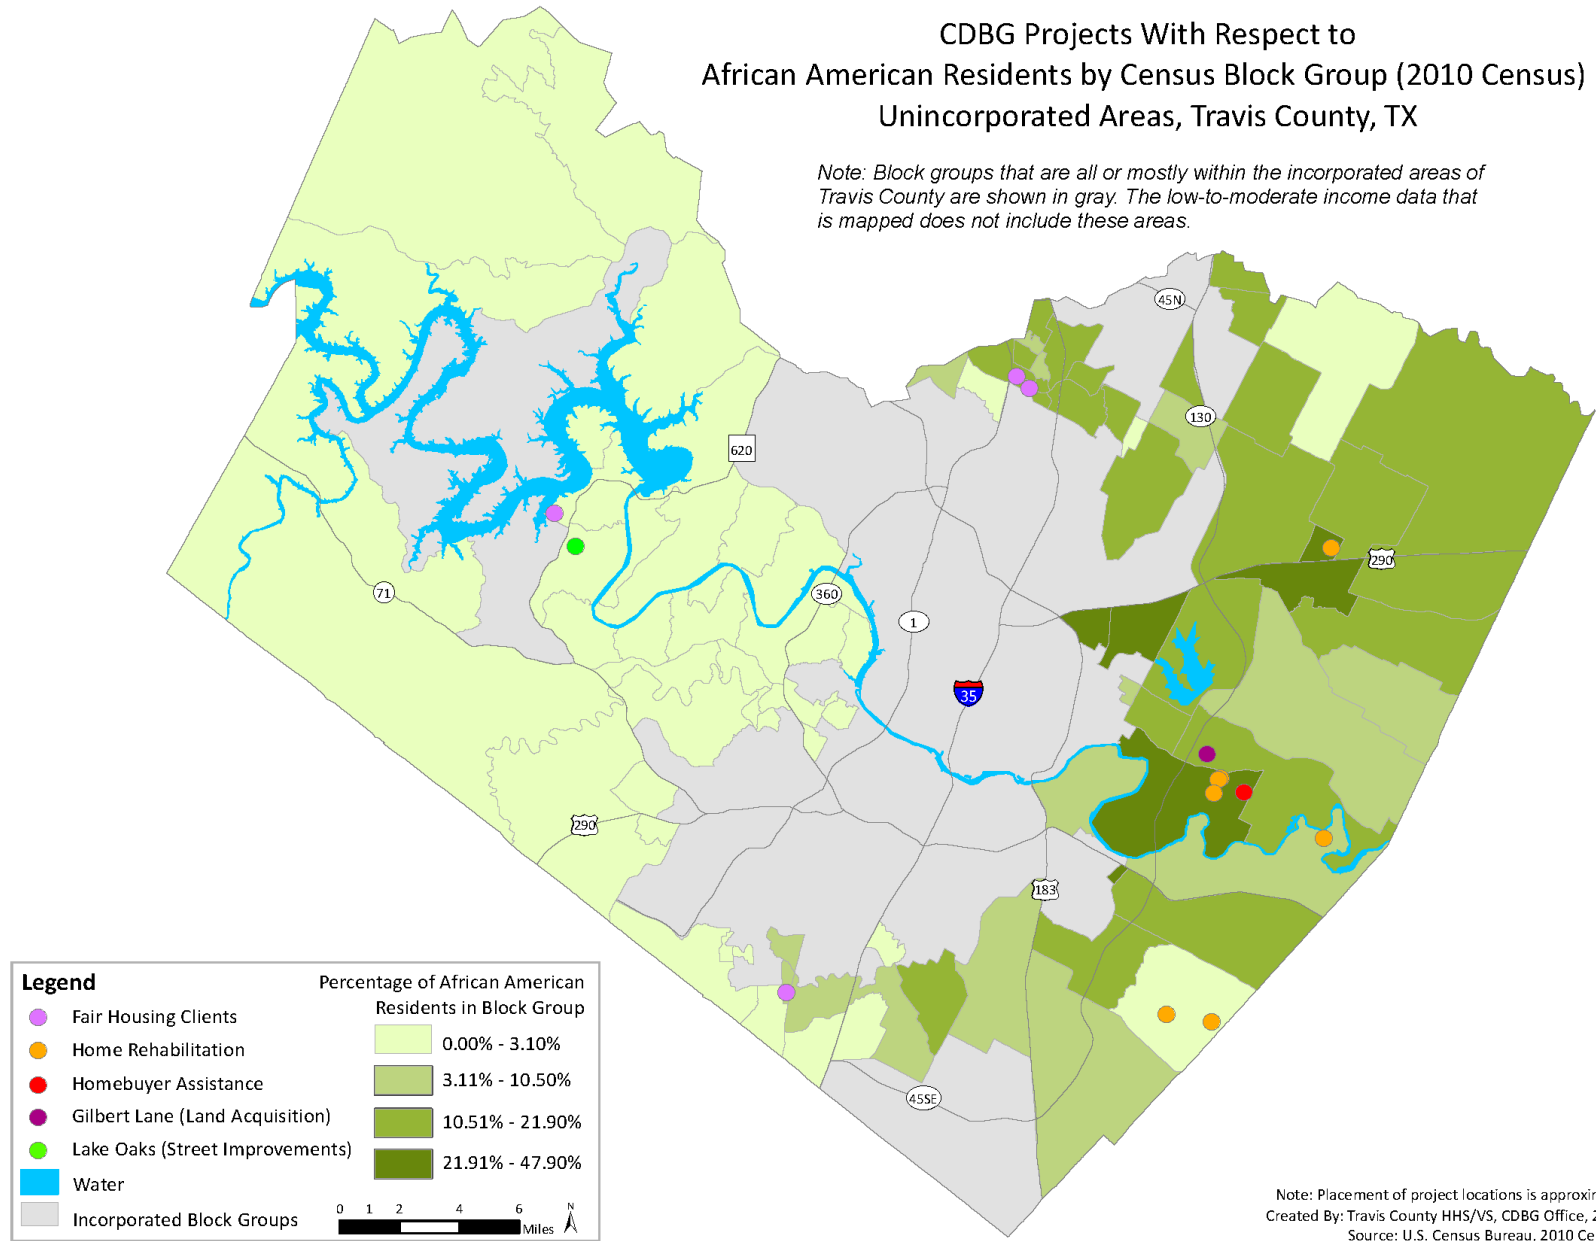 CDBG Projects With Respect to
African American Residents by Census Block Group (2010 Census)
Unincorporated Areas, Travis County, TX
Note: Block groups that are all or mostly within the incorporated areas of
Travis County are shown in gray. The low-to-moderate income data that
is mapped does not include these areas.
45N
130
620
290
71
360
1
35
290
183
45SE
Legend
Fair Housing Clients
Home Rehabilitation
Homebuyer Assistance
Gilbert Lane (Land Acquisition)
Lake Oaks (Street Improvements)
Water
Incorporated Block Groups
Percentage of African American
Residents in Block Group
0.00% - 3.10%
3.11% - 10.50%
10.51% - 21.90%
21.91% - 47.90%
0 1 2 4 6
Miles
N
Note: Placement of project locations is
Created By: Travis County HHS/VS, CDBG Office,
Source: U.S. Census Bureau, 2010